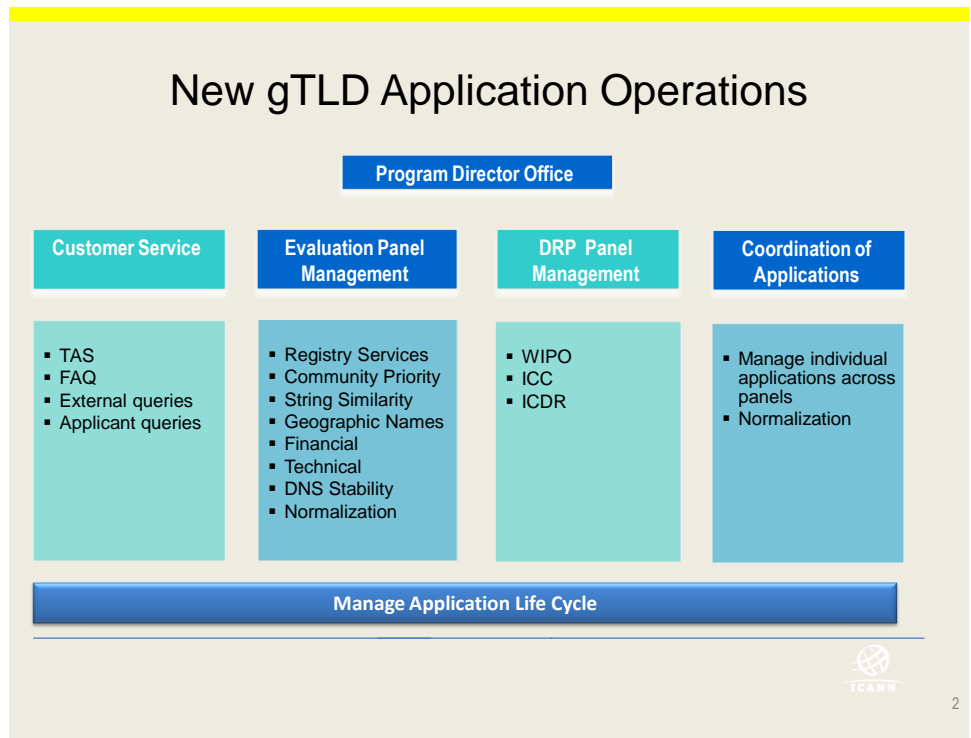 New gTLD Application Operations
Program Director Office
Customer Service
▪ TAS
▪ FAQ
▪ External queries
▪ Applicant queries
Evaluation Panel
Management
▪ Registry Services
▪ Community Priority
▪ String Similarity
▪ Geographic Names
▪ Financial
▪ Technical
▪ DNS Stability
▪ Normalization
DRP Panel
Management
▪ WIPO
▪ ICC
▪ ICDR
Coordination of
Applications
▪ Manage individual
applications across
panels
▪ Normalization
Manage Application Life Cycle
ICANN
2